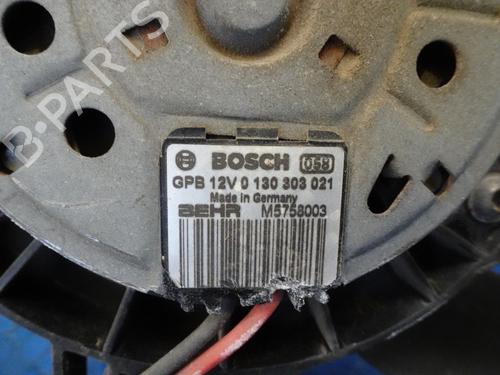 BOSCH 058
GPB 12V 0 130 303 021
Made in Germany
BEHR M5758003
B-PARTS